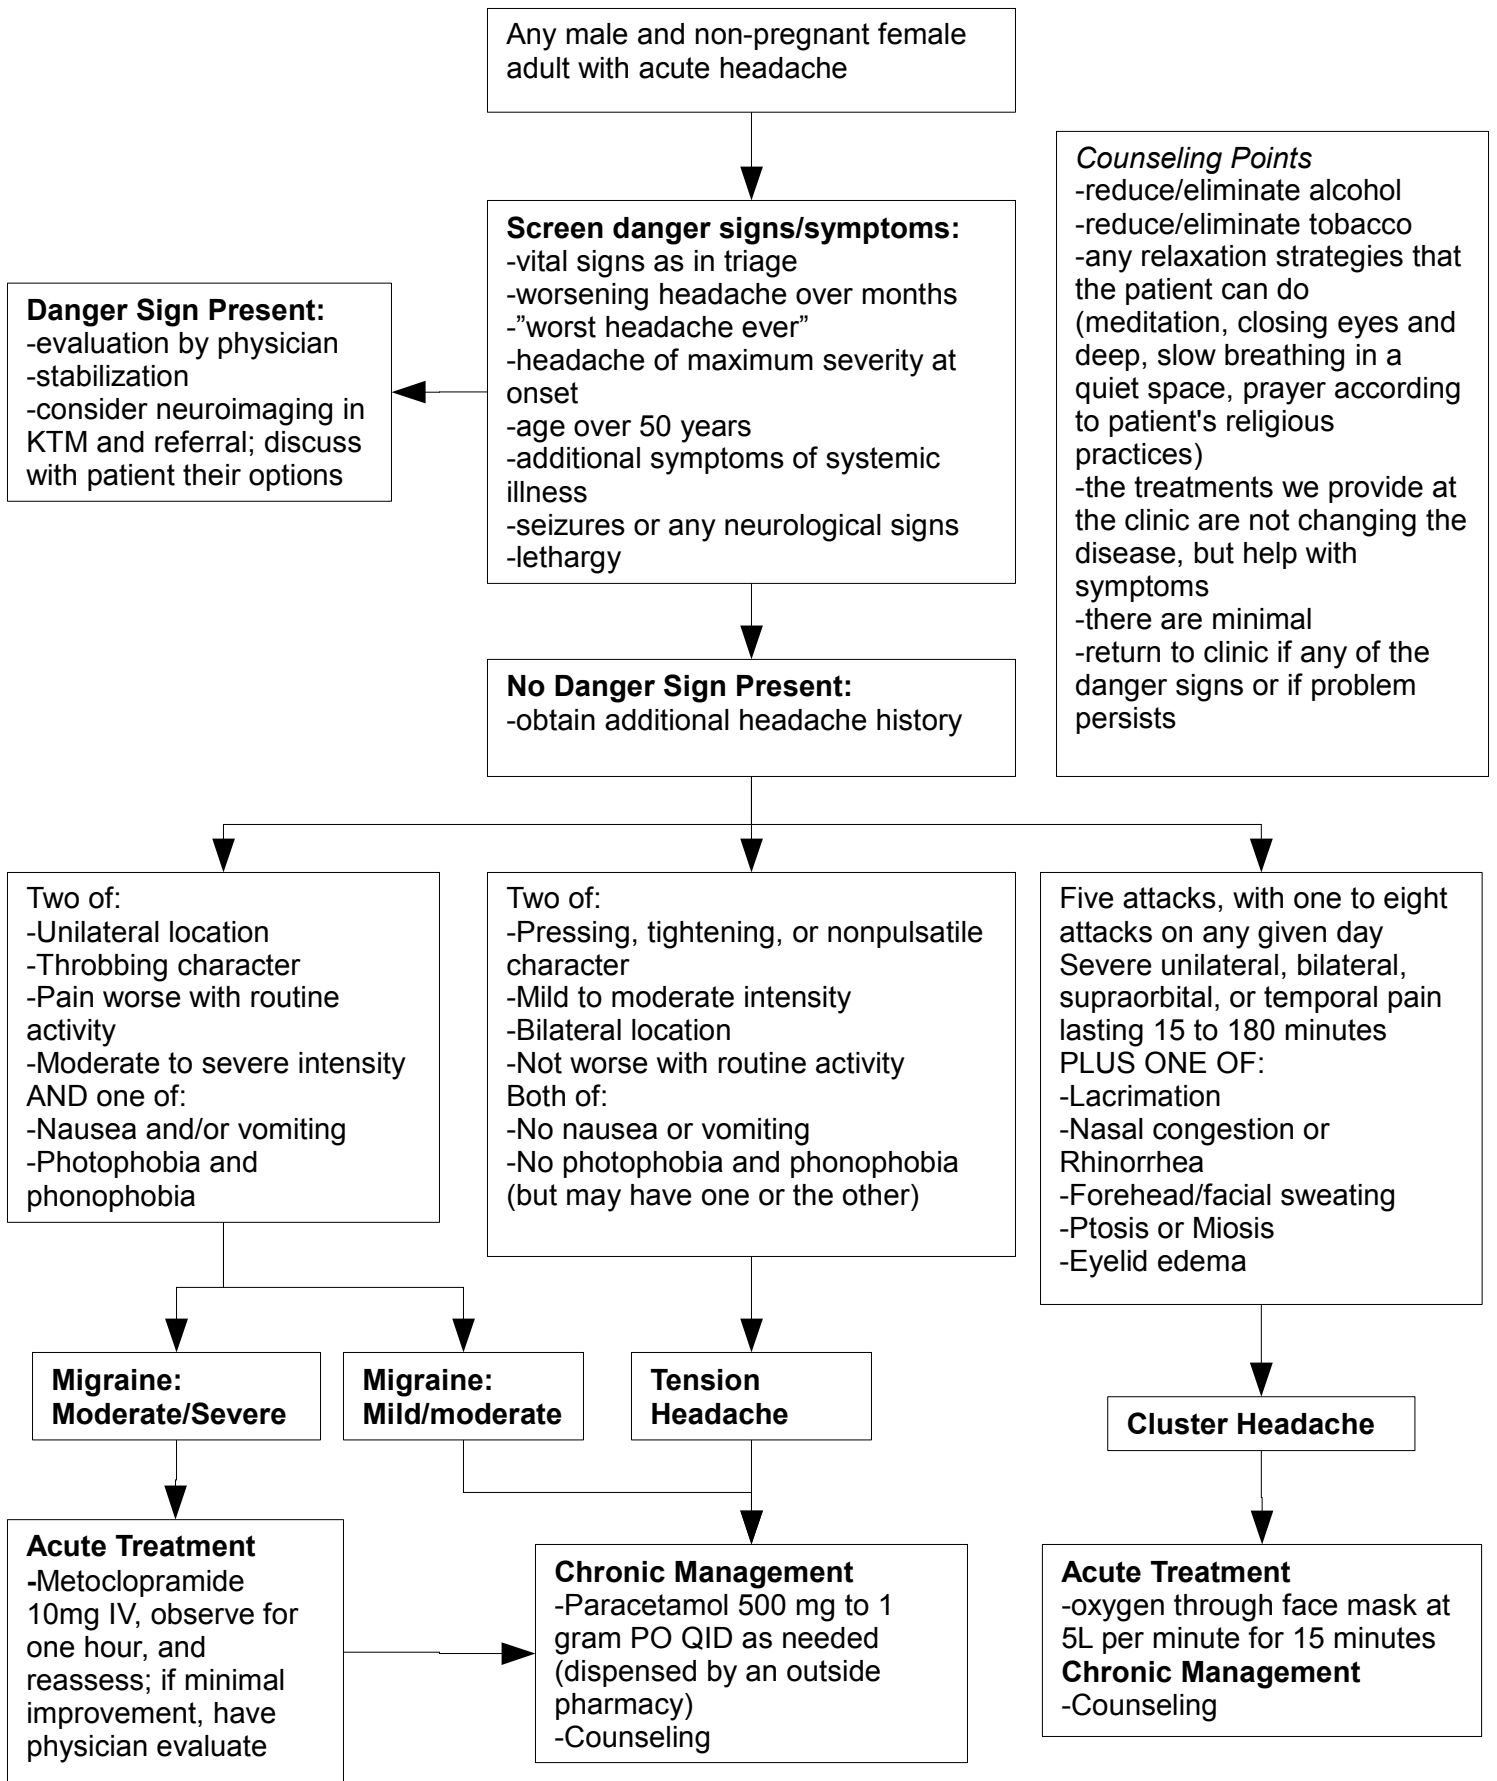 Any male and non-pregnant female
adult with acute headache
Counseling Points
-reduce/eliminate alcohol
-reduce/eliminate tobacco
-any relaxation strategies that
the patient can do
(meditation, closing eyes and
deep, slow breathing in a
quiet space, prayer according
to patient's religious
practices)
-the treatments we provide at
the clinic are not changing the
disease, but help with
symptoms
-there are minimal
-return to clinic if any of the
danger signs or if problem
persists
Screen danger signs/symptoms:
-vital signs as in triage
-worsening headache over months
-”worst headache ever”
-headache of maximum severity at
onset
-age over 50 years
-additional symptoms of systemic
illness
-seizures or any neurological signs
-lethargy
Danger Sign Present:
-evaluation by physician
-stabilization
-consider neuroimaging in
KTM and referral; discuss
with patient their options
No Danger Sign Present:
-obtain additional headache history
Two of:
-Unilateral location
-Throbbing character
-Pain worse with routine
activity
-Moderate to severe intensity
AND one of:
-Nausea and/or vomiting
-Photophobia and
phonophobia
Two of:
-Pressing, tightening, or nonpulsatile
character
-Mild to moderate intensity
-Bilateral location
-Not worse with routine activity
Both of:
-No nausea or vomiting
-No photophobia and phonophobia
(but may have one or the other)
Five attacks, with one to eight
attacks on any given day
Severe unilateral, bilateral,
supraorbital, or temporal pain
lasting 15 to 180 minutes
PLUS ONE OF:
-Lacrimation
-Nasal congestion or
Rhinorrhea
-Forehead/facial sweating
-Ptosis or Miosis
-Eyelid edema
Migraine:
Moderate/Severe
Migraine:
Mild/moderate
Tension
Headache
Cluster Headache
Acute Treatment
-Metoclopramide
10mg IV, observe for
one hour, and
reassess; if minimal
improvement, have
physician evaluate
Chronic Management
-Paracetamol 500 mg to 1
gram PO QID as needed
(dispensed by an outside
pharmacy)
-Counseling
Acute Treatment
-oxygen through face mask at
5L per minute for 15 minutes
Chronic Management
-Counseling